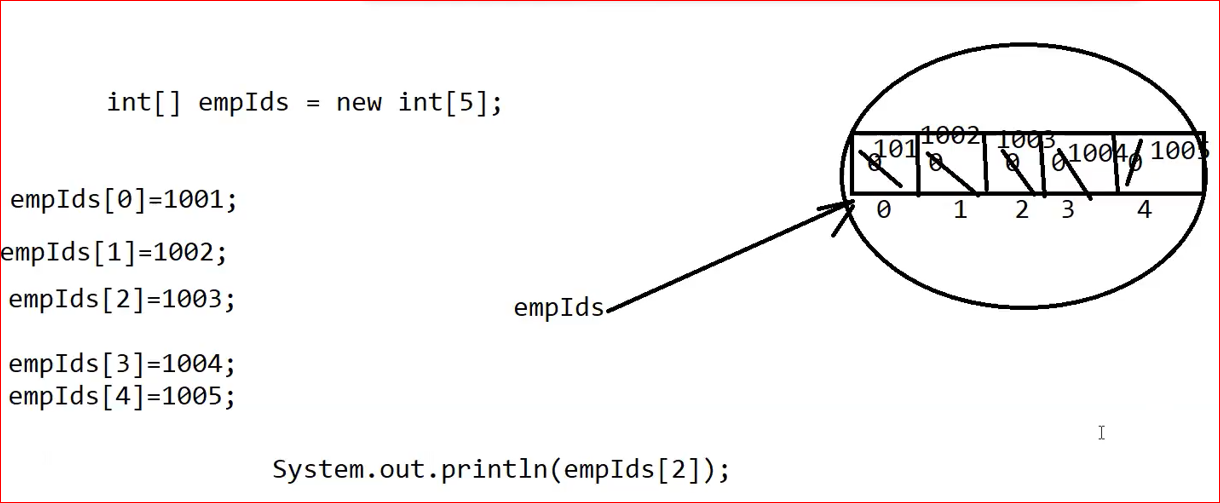 int[] empIds = new int[5];
empIds[0]=1001;
empIds[1]=1002;
empIds[2]=1003;
empIds[3]=1004;
empIds[4]=1005;
101 1002 1003 1004 1005
0 0 0 0 0
0 1 2 3 4
empIds
System.out.println(empIds[2]);